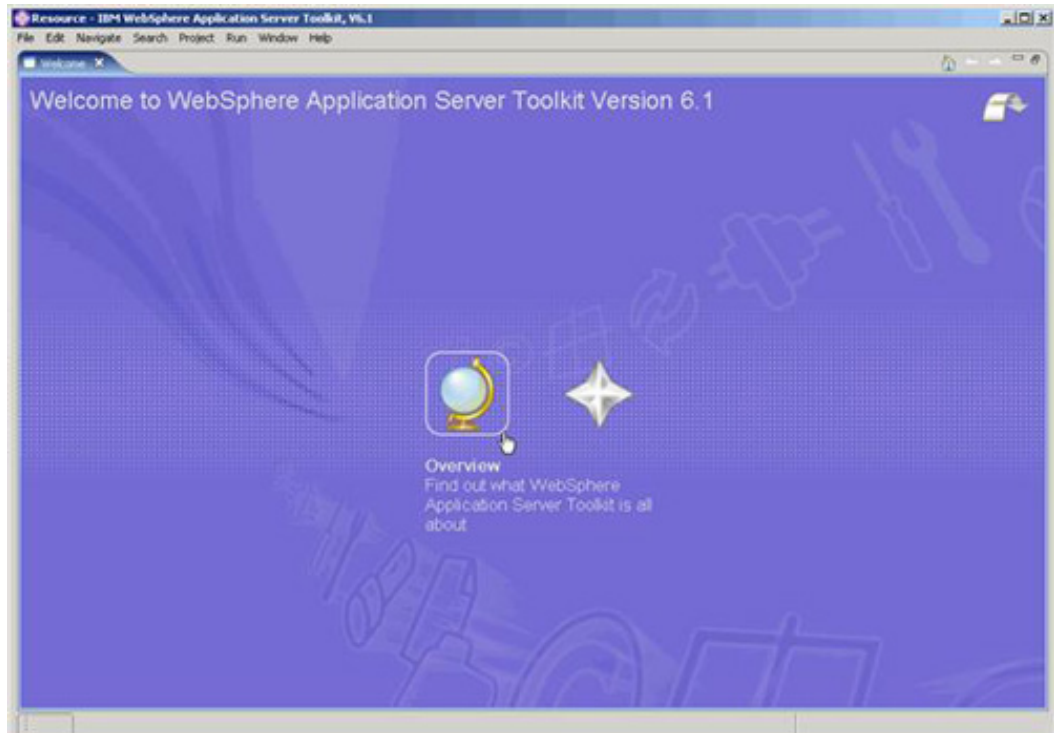 Resource - IBM WebSphere Application Server Toolkit, V6.1
File Edit Navigate Search Project Run Window Help
Welcome
Welcome to WebSphere Application Server Toolkit Version 6.1
Overview
Find out what WebSphere
Application Server Toolkit is all
about